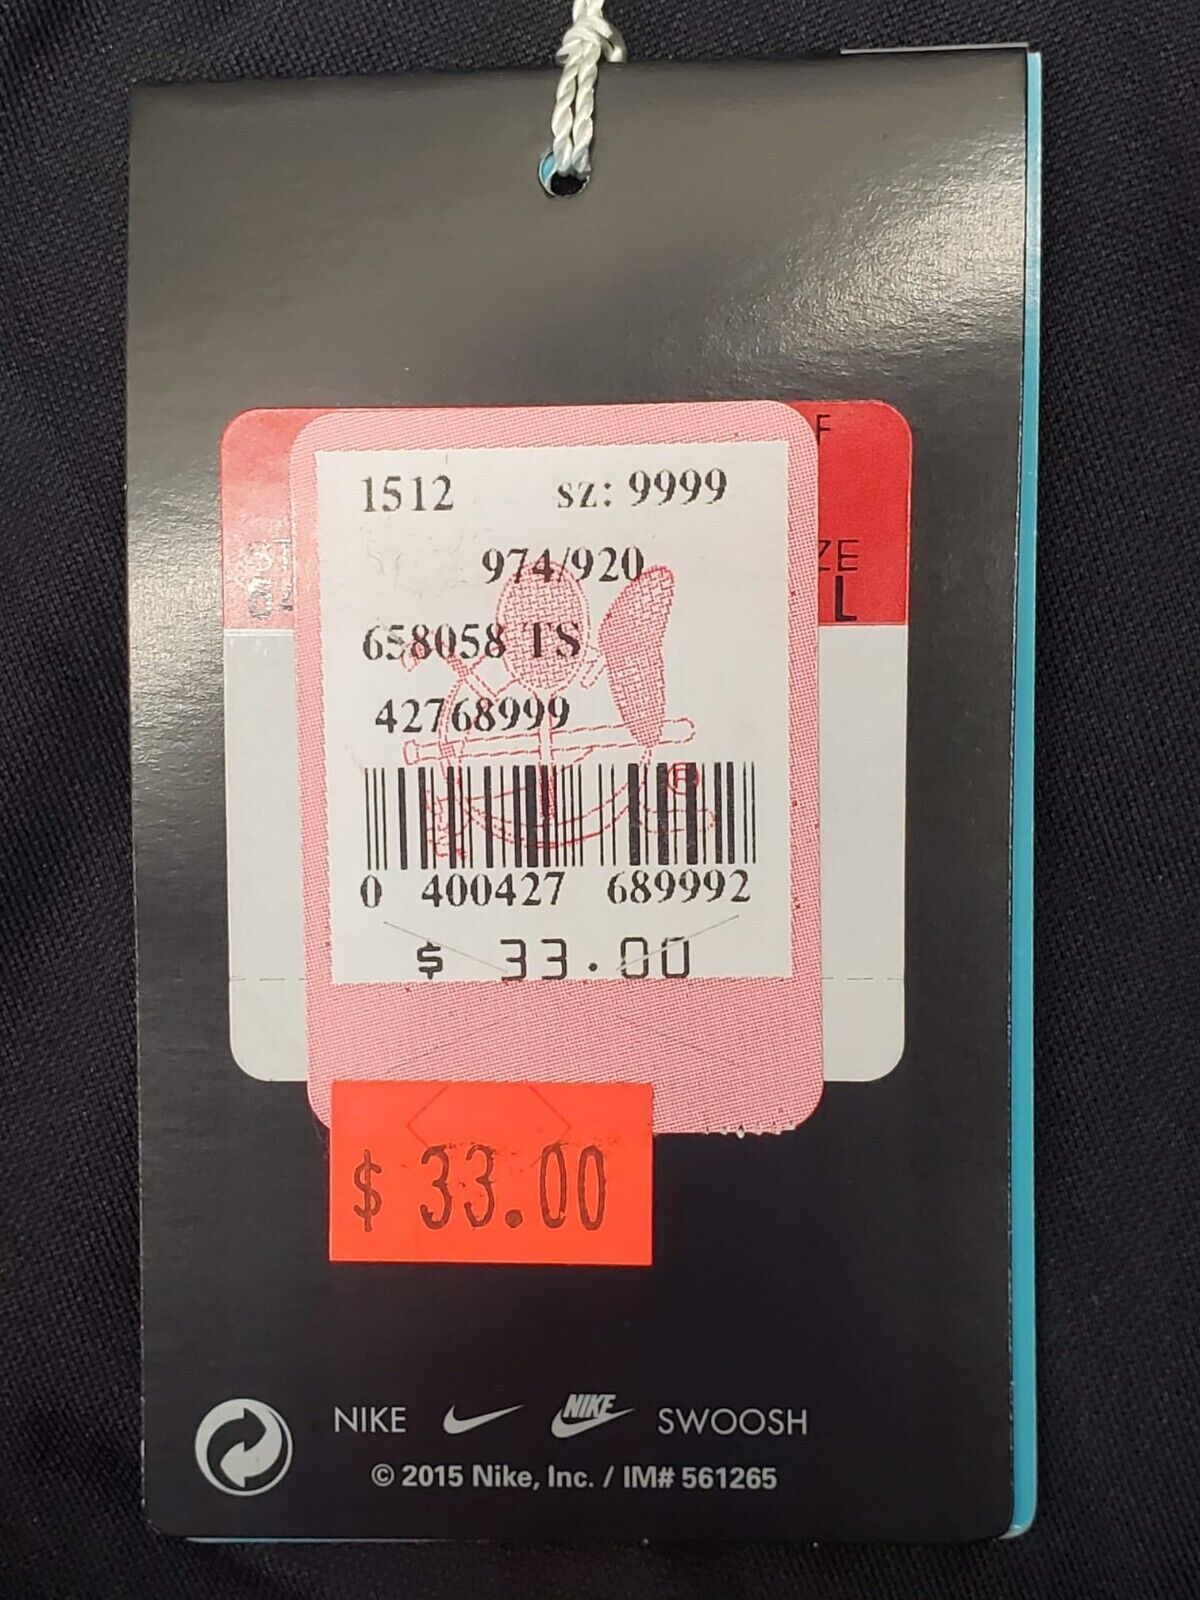 1512 sz: 9999
974/920
658058 TS
42768999
0 400427 689992
$ 33.00
L
$ 33.00
NIKE NIKE SWOOSH
© 2015 Nike, Inc. / IM# 561265